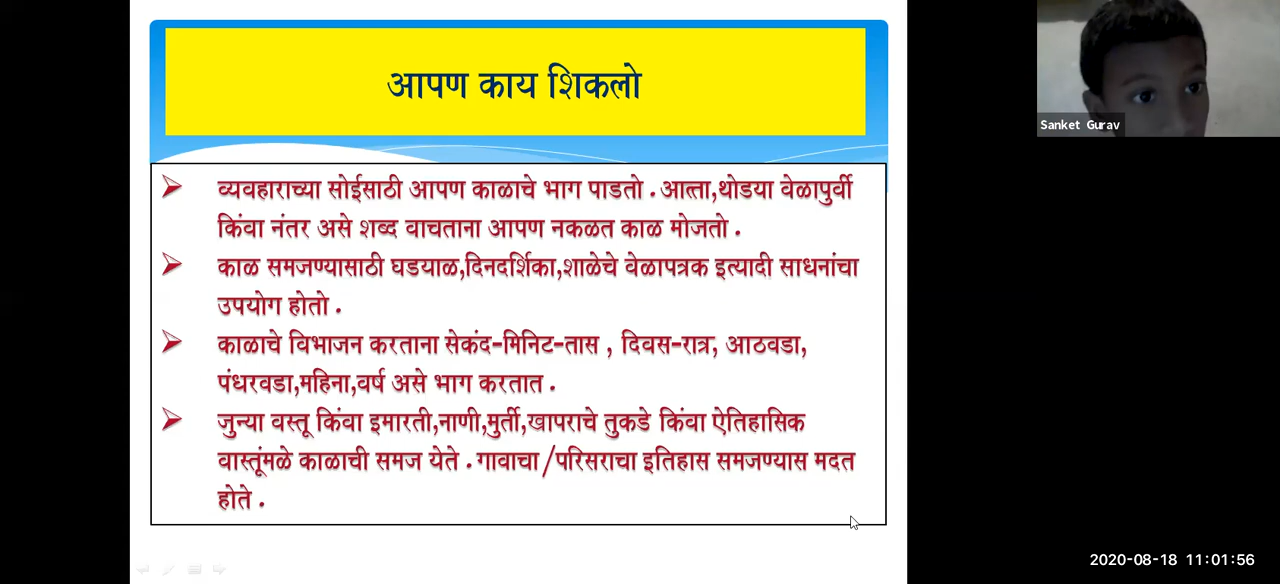 आपण काय शिकलो
व्यवहाराच्या सोईसाठी आपण काळाचे भाग पाडतो . आत्ता,थोडया वेळापुर्वी
किंवा नंतर असे शब्द वाचताना आपण नकळत काळ मोजतो .
काळ समजण्यासाठी घडयाळ,दिनदर्शिका,शाळेचे वेळापत्रक इत्यादी साधनांचा
उपयोग होतो .
काळाचे विभाजन करताना सेकंद-मिनिट-तास , दिवस-रात्र, आठवडा,
पंधरवडा,महिना,वर्ष असे भाग करतात .
जुन्या वस्तू किंवा इमारती,नाणी,मुर्ती,खापराचे तुकडे किंवा ऐतिहासिक
वास्तूंमळे काळाची समज येते . गावाचा /परिसराचा इतिहास समजण्यास मदत
होते .
Sanket Gurav
2020-08-18 11:01:56